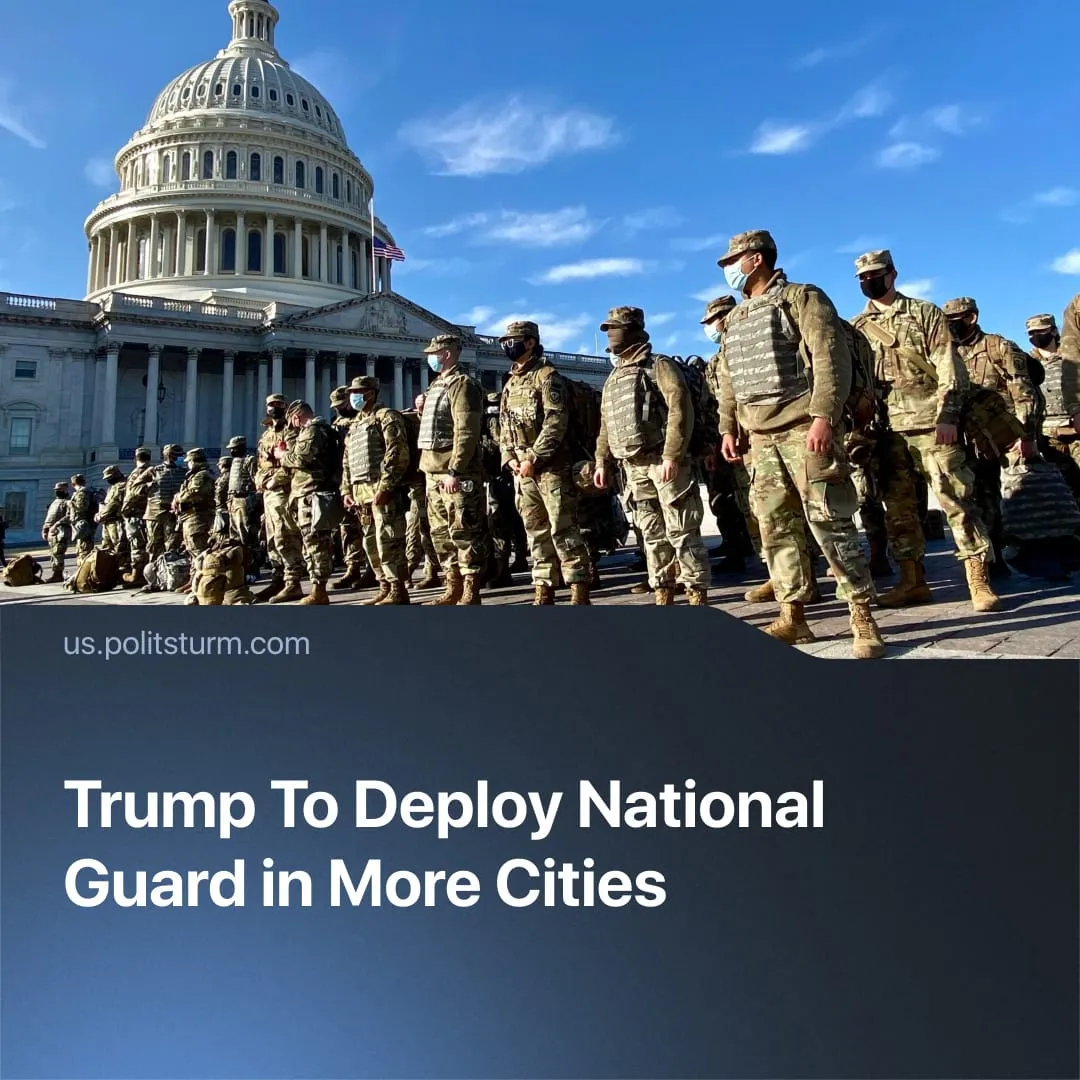 us.politsturm.com
Trump To Deploy National
Guard in More Cities